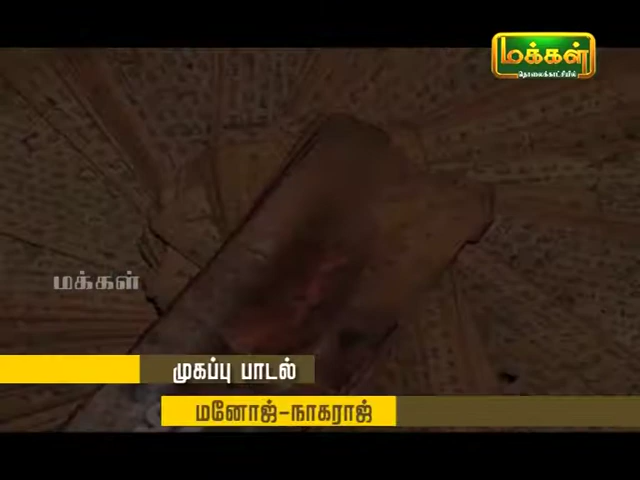 மக்கள்
தொலைக்காட்சியில்
மக்கள்
முகப்பு பாடல்
மனோஜ்-நாகராஜ்